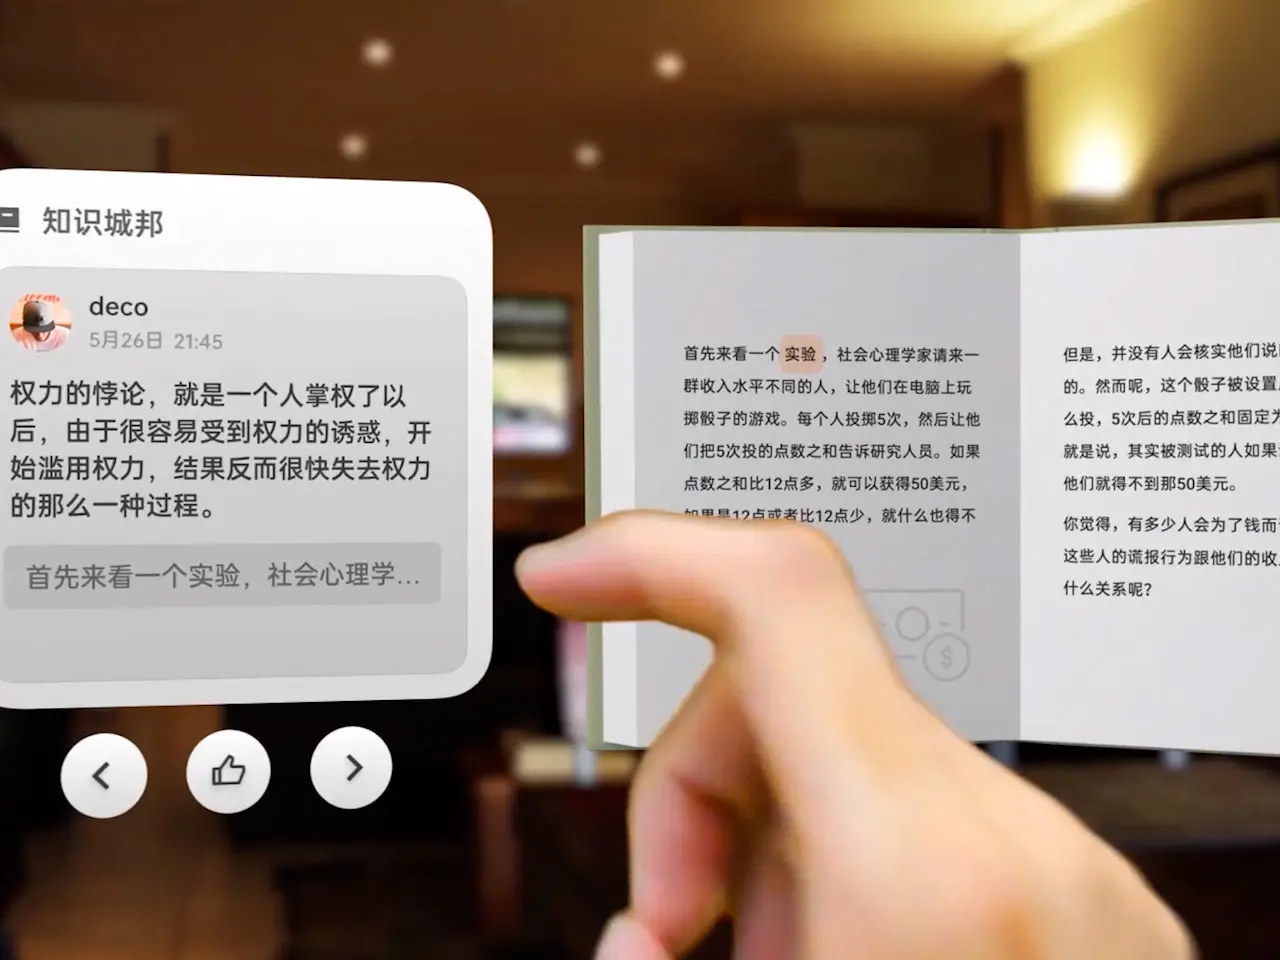 知识城邦
deco
5月26日 21:45
权力的悖论，就是一个人掌权了以
后，由于很容易受到权力的诱惑，开
始滥用权力，结果反而很快失去权力
的那么一种过程。
首先来看一个实验，社会心理学...
首先来看一个实验，社会心理学家请来一
群收入水平不同的人，让他们在电脑上玩
掷骰子的游戏。每个人投掷5次，然后让他
们把5次投的点数之和告诉研究人员。如果
点数之和比12点多，就可以获得50美元，
如果是12点或者比12点少，就什么也得不
但是，并没有人会核实他们说
的。然而呢，这个骰子被设置
么投，5次后的点数之和固定
就是说，其实被测试的人如果
他们就得不到那50美元。
你觉得，有多少人会为了钱而
这些人的谎报行为跟他们的收
什么关系呢？
$